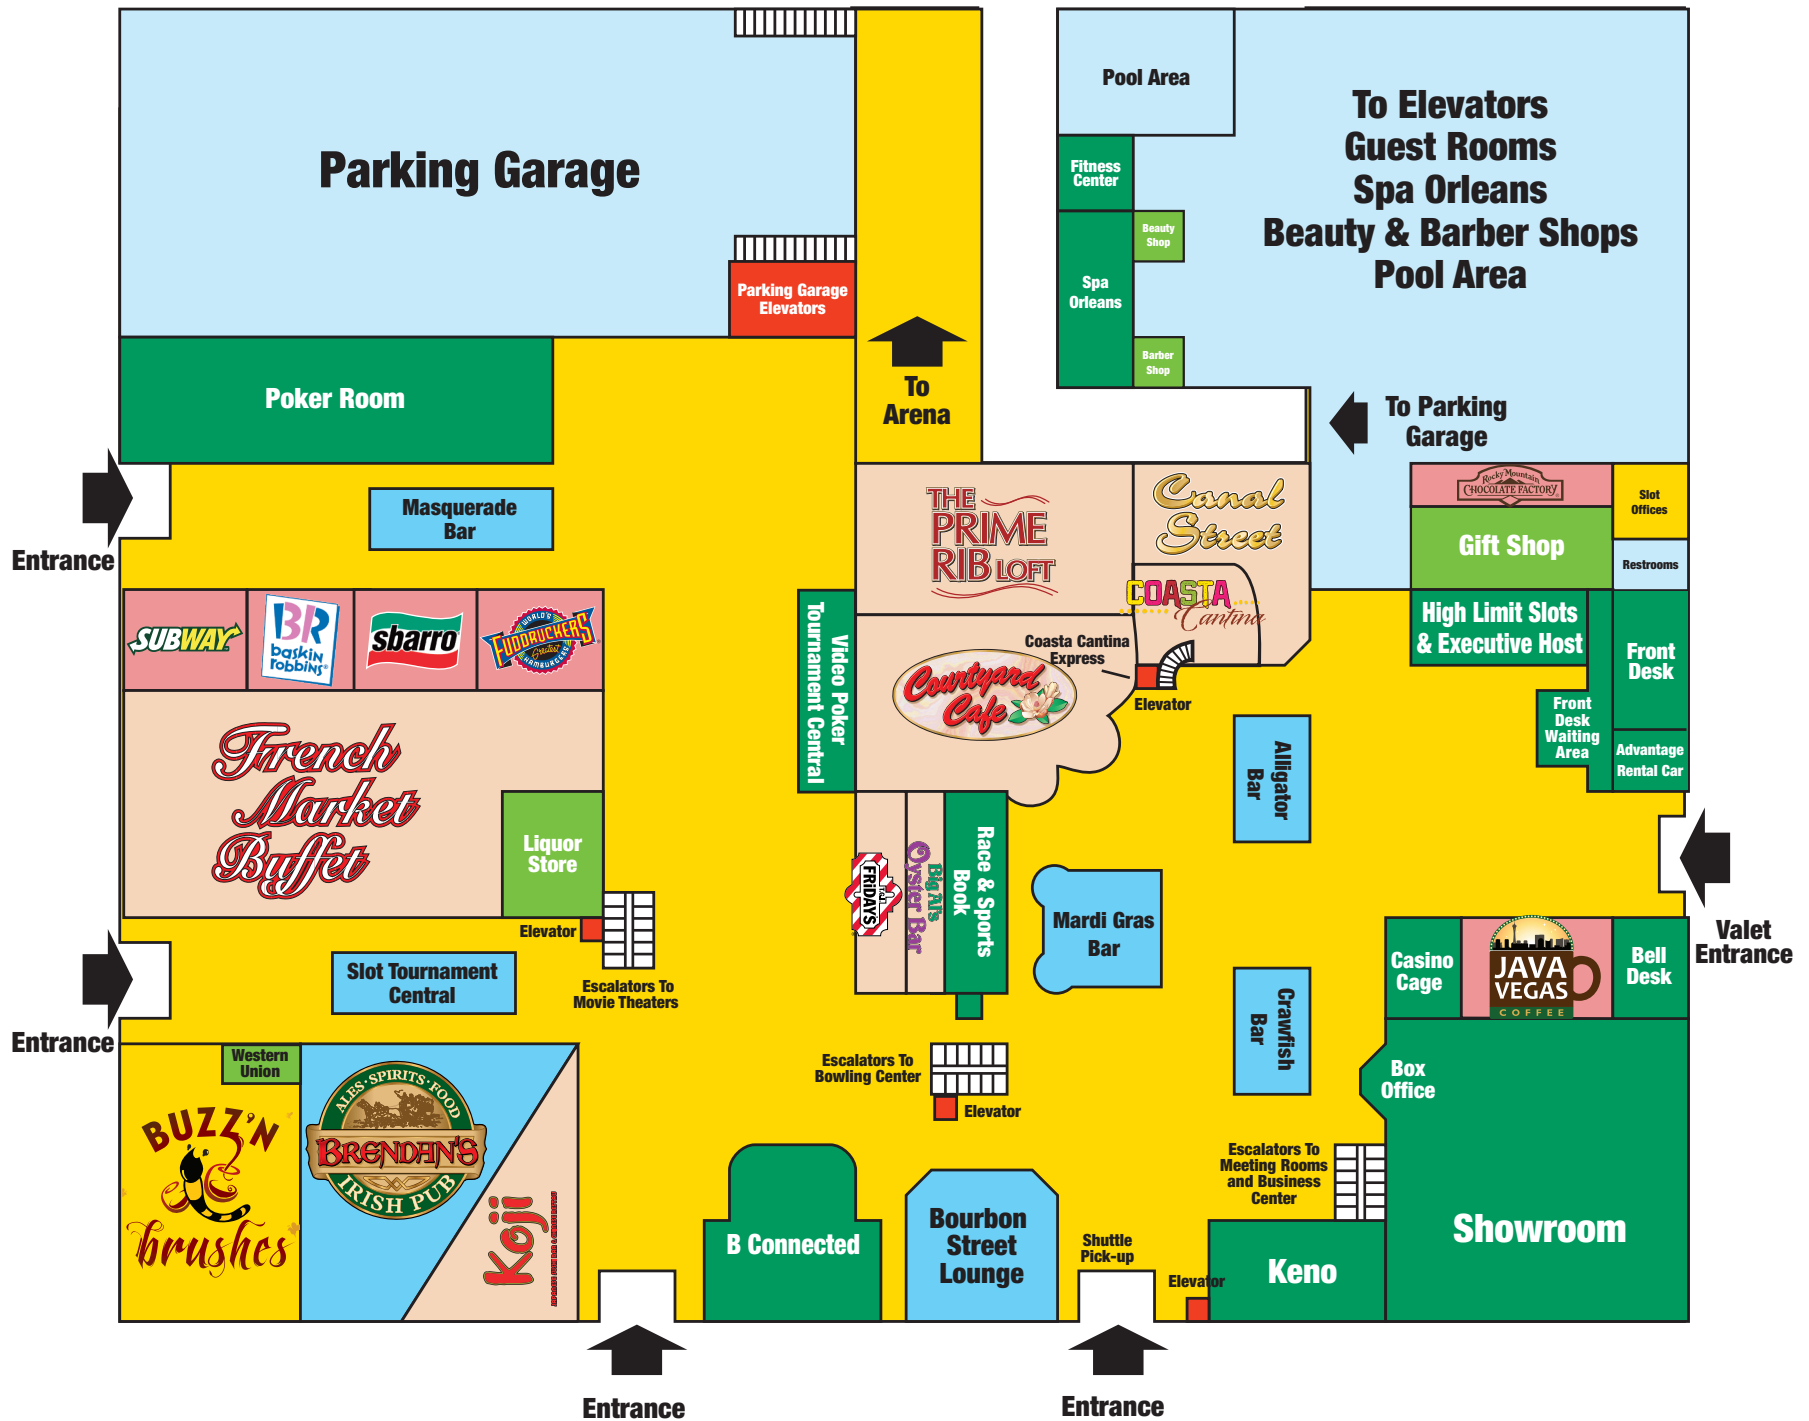 Parking Garage
Parking Garage
Elevators
To
Arena
Pool Area
Fitness
Center
Beauty
Shop
Spa
Orleans
Barber
Shop
To Elevators
Guest Rooms
Spa Orleans
Beauty & Barber Shops
Pool Area
To Parking
Garage
Poker Room
Entrance
Masquerade
Bar
THE
PRIME
RIB LOFT
Canal
Street
COASTA
Cantina
Rocky Mountain
CHOCOLATE FACTORY
Slot
Offices
Gift Shop
Restrooms
High Limit Slots
& Executive Host
Front
Desk
Front
Desk
Waiting
Area
Advantage
Rental Car
SUBWAY
BR
baskin
robbins
sbarro
WORLD'S
FUDDRUCKERS
Greatest
HAMBURGERS
Video Poker
Tournament Central
Coasta Cantina
Express
Elevator
Courtyard
Cafe
French
Market
Buffet
Liquor
Store
Elevator
Escalators To
Movie Theaters
Alligator
Bar
T.G.I.
FRIDAY'S
Big Al's
Oyster Bar
Race & Sports
Book
Mardi Gras
Bar
Valet
Entrance
Casino
Cage
JAVA
VEGAS
COFFEE
Bell
Desk
Slot Tournament
Central
Entrance
Crawfish
Bar
Western
Union
BUZZ'N
brushes
ALES · SPIRITS · FOOD
BRENDAN'S
IRISH PUB
Koji
Escalators To
Bowling Center
Elevator
Box
Office
Escalators To
Meeting Rooms
and Business
Center
B Connected
Bourbon
Street
Lounge
Shuttle
Pick-up
Elevator
Keno
Showroom
Entrance
Entrance